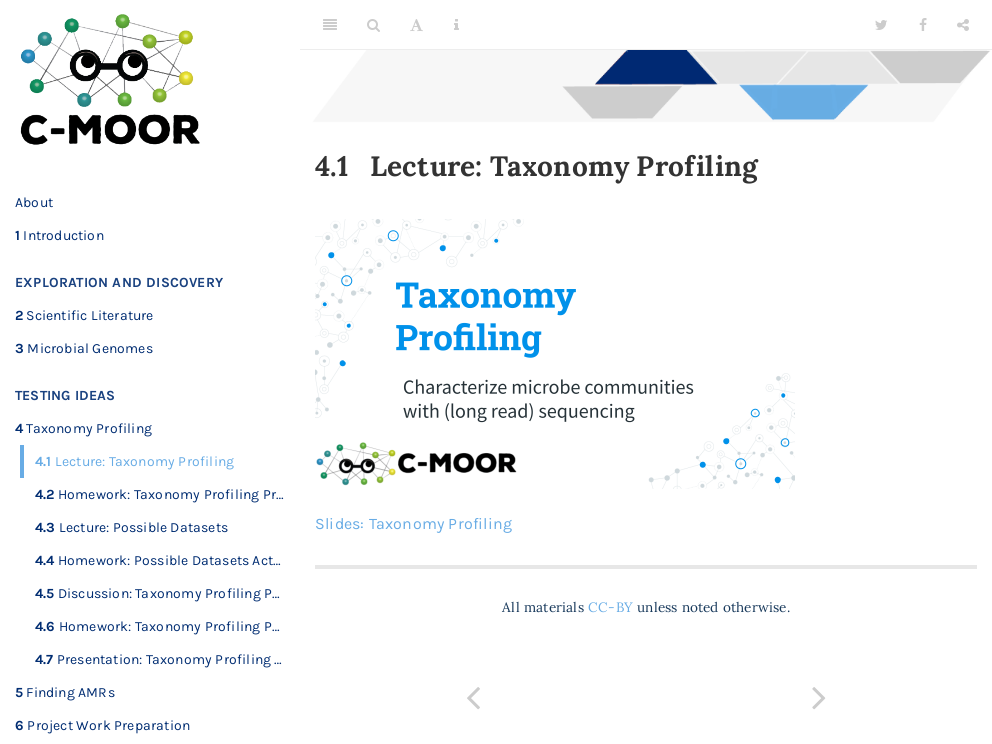 C-MOOR
About
1 Introduction
EXPLORATION AND DISCOVERY
2 Scientific Literature
3 Microbial Genomes
TESTING IDEAS
4 Taxonomy Profiling
4.1 Lecture: Taxonomy Profiling
4.2 Homework: Taxonomy Profiling Pr...
4.3 Lecture: Possible Datasets
4.4 Homework: Possible Datasets Act...
4.5 Discussion: Taxonomy Profiling P...
4.6 Homework: Taxonomy Profiling P...
4.7 Presentation: Taxonomy Profiling ...
5 Finding AMRs
6 Project Work Preparation
A
4.1 Lecture: Taxonomy Profiling
Taxonomy
Profiling
Characterize microbe communities
with (long read) sequencing
C-MOOR
Slides: Taxonomy Profiling
All materials CC-BY unless noted otherwise.